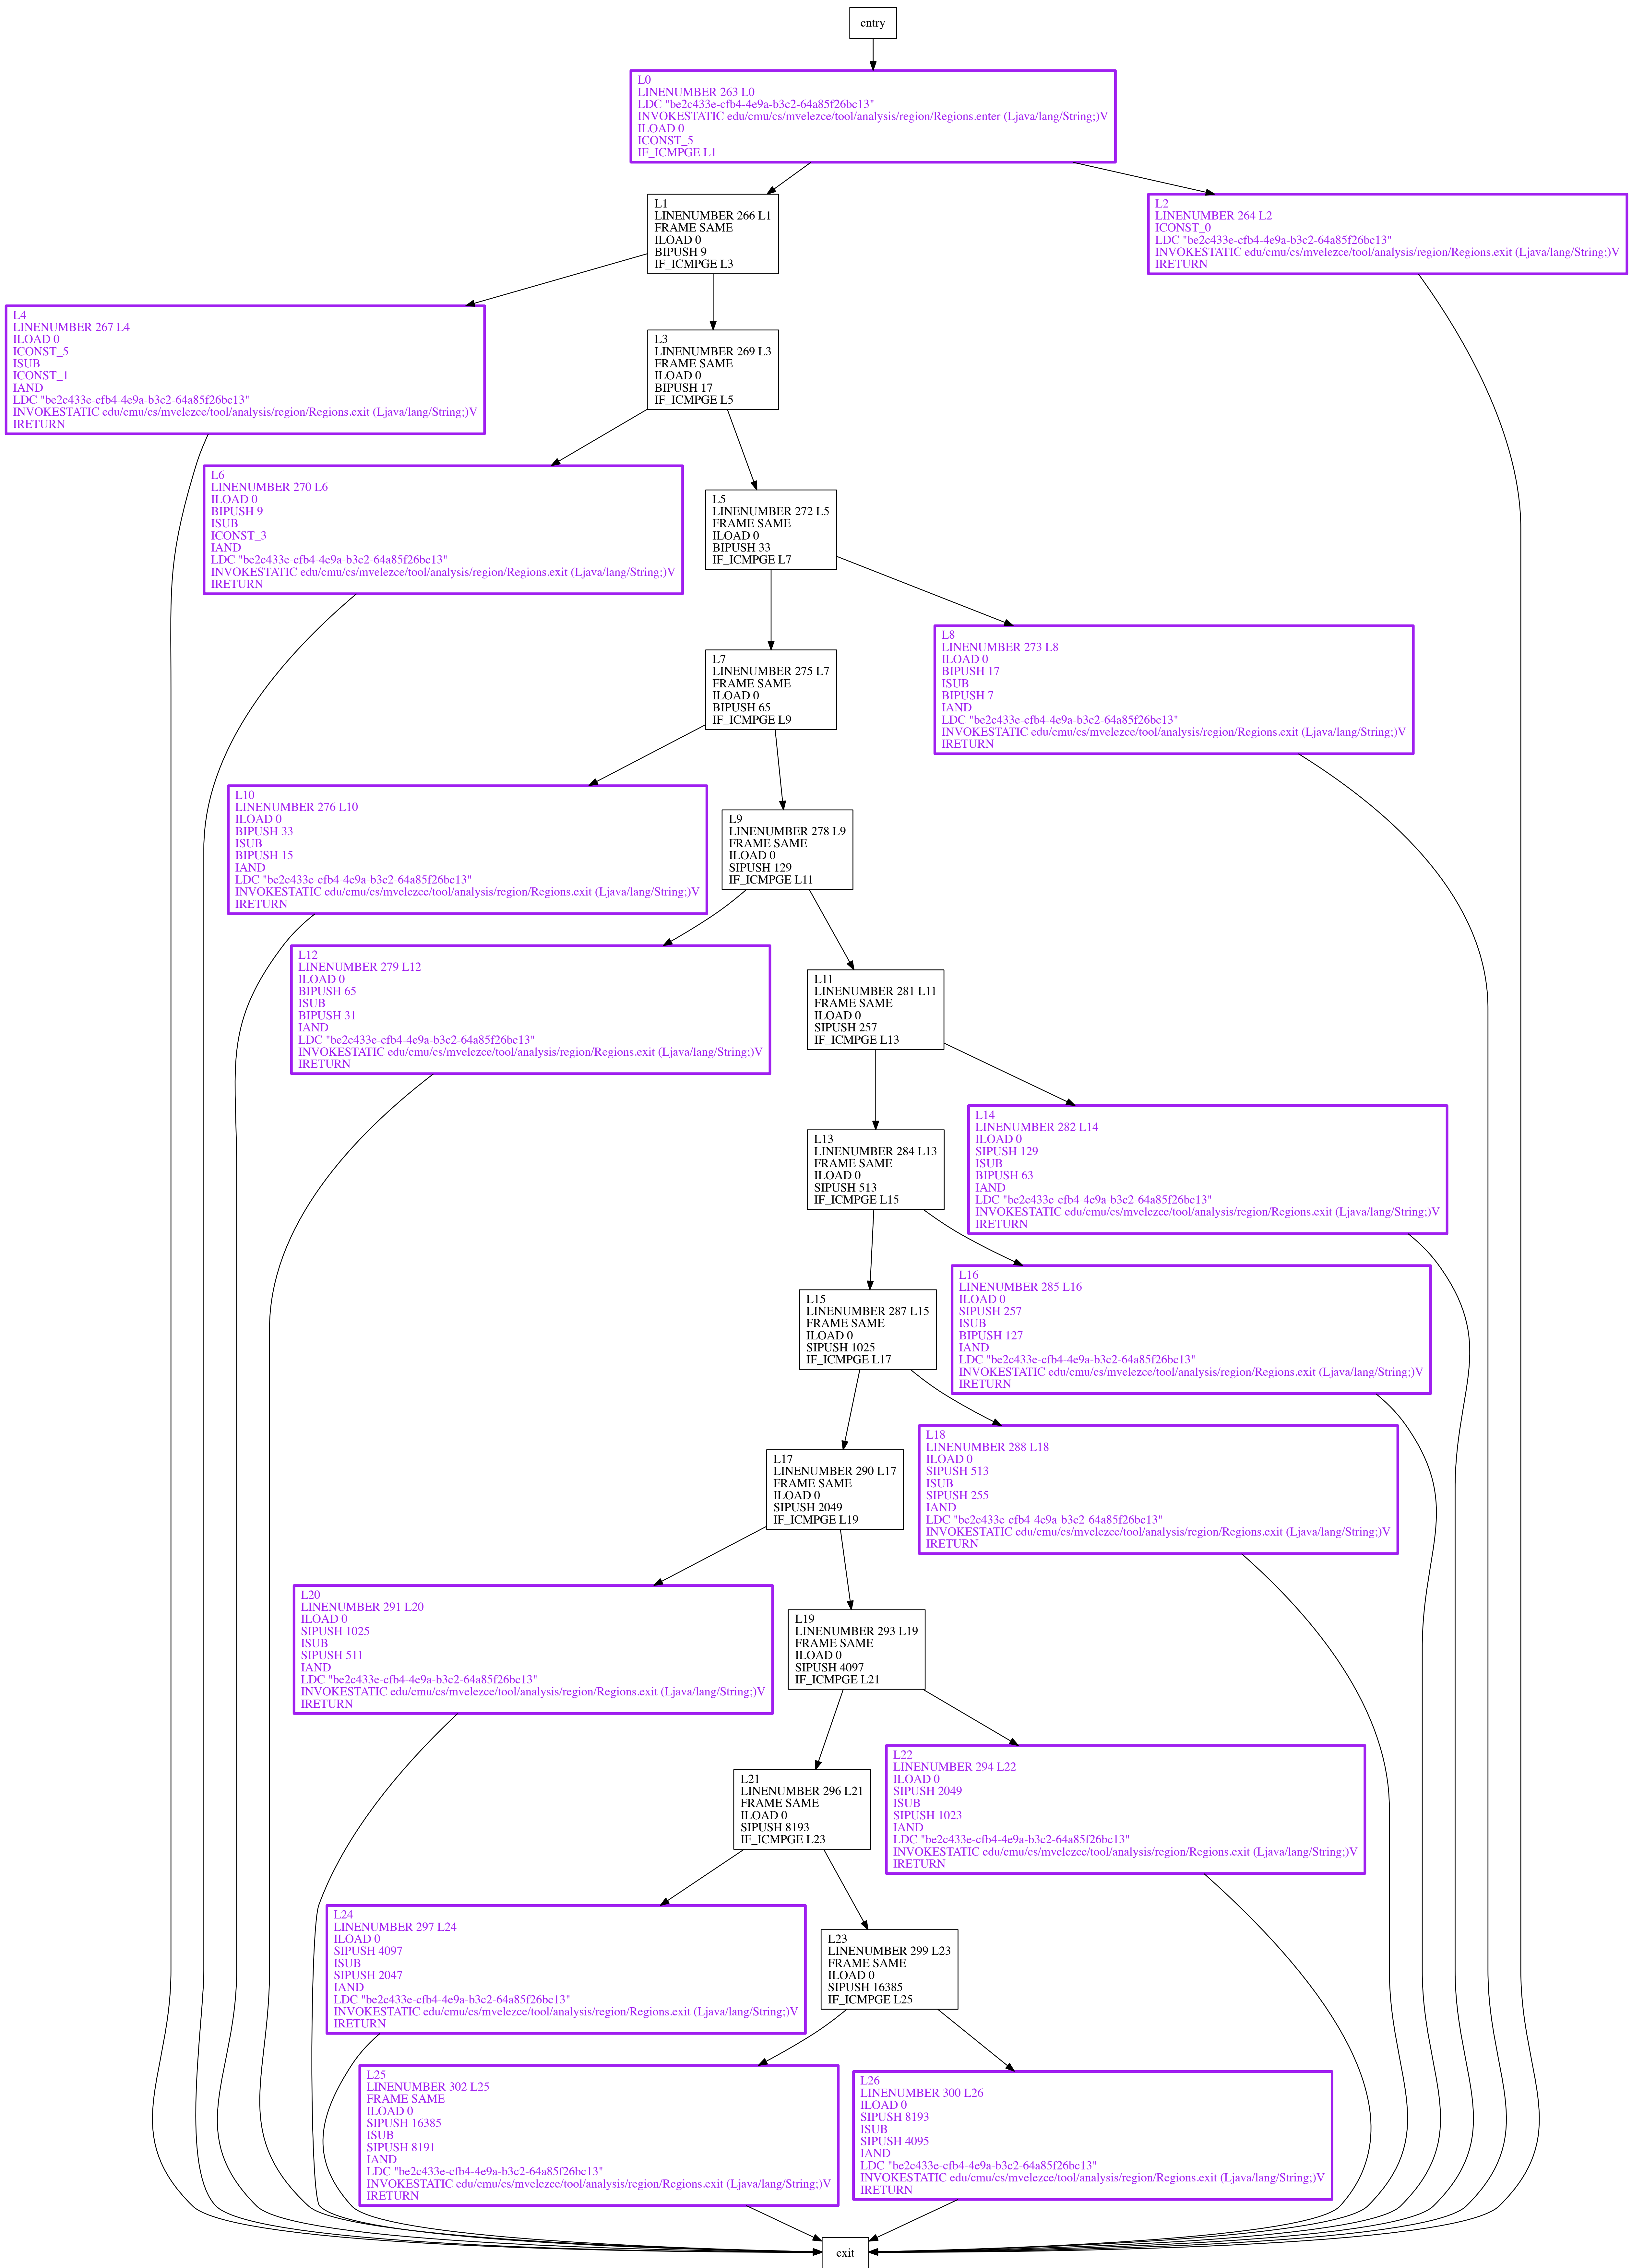 entry
L0
LINENUMBER 263 L0
LDC "be2c433e-cfb4-4e9a-b3c2-64a85f26bc13"
INVOKESTATIC edu/cmu/cs/mvelezce/tool/analysis/region/Regions.enter (Ljava/lang/String;)V
ILOAD 0
ICONST_5
IF_ICMPGE L1
L1
LINENUMBER 266 L1
FRAME SAME
ILOAD 0
BIPUSH 9
IF_ICMPGE L3
L2
LINENUMBER 264 L2
ICONST_0
LDC "be2c433e-cfb4-4e9a-b3c2-64a85f26bc13"
INVOKESTATIC edu/cmu/cs/mvelezce/tool/analysis/region/Regions.exit (Ljava/lang/String;)V
IRETURN
L4
LINENUMBER 267 L4
ILOAD 0
ICONST_5
ISUB
ICONST_1
IAND
LDC "be2c433e-cfb4-4e9a-b3c2-64a85f26bc13"
INVOKESTATIC edu/cmu/cs/mvelezce/tool/analysis/region/Regions.exit (Ljava/lang/String;)V
IRETURN
L3
LINENUMBER 269 L3
FRAME SAME
ILOAD 0
BIPUSH 17
IF_ICMPGE L5
L6
LINENUMBER 270 L6
ILOAD 0
BIPUSH 9
ISUB
ICONST_3
IAND
LDC "be2c433e-cfb4-4e9a-b3c2-64a85f26bc13"
INVOKESTATIC edu/cmu/cs/mvelezce/tool/analysis/region/Regions.exit (Ljava/lang/String;)V
IRETURN
L5
LINENUMBER 272 L5
FRAME SAME
ILOAD 0
BIPUSH 33
IF_ICMPGE L7
L7
LINENUMBER 275 L7
FRAME SAME
ILOAD 0
BIPUSH 65
IF_ICMPGE L9
L8
LINENUMBER 273 L8
ILOAD 0
BIPUSH 17
ISUB
BIPUSH 7
IAND
LDC "be2c433e-cfb4-4e9a-b3c2-64a85f26bc13"
INVOKESTATIC edu/cmu/cs/mvelezce/tool/analysis/region/Regions.exit (Ljava/lang/String;)V
IRETURN
L10
LINENUMBER 276 L10
ILOAD 0
BIPUSH 33
ISUB
BIPUSH 15
IAND
LDC "be2c433e-cfb4-4e9a-b3c2-64a85f26bc13"
INVOKESTATIC edu/cmu/cs/mvelezce/tool/analysis/region/Regions.exit (Ljava/lang/String;)V
IRETURN
L9
LINENUMBER 278 L9
FRAME SAME
ILOAD 0
SIPUSH 129
IF_ICMPGE L11
L12
LINENUMBER 279 L12
ILOAD 0
BIPUSH 65
ISUB
BIPUSH 31
IAND
LDC "be2c433e-cfb4-4e9a-b3c2-64a85f26bc13"
INVOKESTATIC edu/cmu/cs/mvelezce/tool/analysis/region/Regions.exit (Ljava/lang/String;)V
IRETURN
L11
LINENUMBER 281 L11
FRAME SAME
ILOAD 0
SIPUSH 257
IF_ICMPGE L13
L13
LINENUMBER 284 L13
FRAME SAME
ILOAD 0
SIPUSH 513
IF_ICMPGE L15
L14
LINENUMBER 282 L14
ILOAD 0
SIPUSH 129
ISUB
BIPUSH 63
IAND
LDC "be2c433e-cfb4-4e9a-b3c2-64a85f26bc13"
INVOKESTATIC edu/cmu/cs/mvelezce/tool/analysis/region/Regions.exit (Ljava/lang/String;)V
IRETURN
L15
LINENUMBER 287 L15
FRAME SAME
ILOAD 0
SIPUSH 1025
IF_ICMPGE L17
L16
LINENUMBER 285 L16
ILOAD 0
SIPUSH 257
ISUB
BIPUSH 127
IAND
LDC "be2c433e-cfb4-4e9a-b3c2-64a85f26bc13"
INVOKESTATIC edu/cmu/cs/mvelezce/tool/analysis/region/Regions.exit (Ljava/lang/String;)V
IRETURN
L17
LINENUMBER 290 L17
FRAME SAME
ILOAD 0
SIPUSH 2049
IF_ICMPGE L19
L18
LINENUMBER 288 L18
ILOAD 0
SIPUSH 513
ISUB
SIPUSH 255
IAND
LDC "be2c433e-cfb4-4e9a-b3c2-64a85f26bc13"
INVOKESTATIC edu/cmu/cs/mvelezce/tool/analysis/region/Regions.exit (Ljava/lang/String;)V
IRETURN
L20
LINENUMBER 291 L20
ILOAD 0
SIPUSH 1025
ISUB
SIPUSH 511
IAND
LDC "be2c433e-cfb4-4e9a-b3c2-64a85f26bc13"
INVOKESTATIC edu/cmu/cs/mvelezce/tool/analysis/region/Regions.exit (Ljava/lang/String;)V
IRETURN
L19
LINENUMBER 293 L19
FRAME SAME
ILOAD 0
SIPUSH 4097
IF_ICMPGE L21
L21
LINENUMBER 296 L21
FRAME SAME
ILOAD 0
SIPUSH 8193
IF_ICMPGE L23
L22
LINENUMBER 294 L22
ILOAD 0
SIPUSH 2049
ISUB
SIPUSH 1023
IAND
LDC "be2c433e-cfb4-4e9a-b3c2-64a85f26bc13"
INVOKESTATIC edu/cmu/cs/mvelezce/tool/analysis/region/Regions.exit (Ljava/lang/String;)V
IRETURN
L24
LINENUMBER 297 L24
ILOAD 0
SIPUSH 4097
ISUB
SIPUSH 2047
IAND
LDC "be2c433e-cfb4-4e9a-b3c2-64a85f26bc13"
INVOKESTATIC edu/cmu/cs/mvelezce/tool/analysis/region/Regions.exit (Ljava/lang/String;)V
IRETURN
L23
LINENUMBER 299 L23
FRAME SAME
ILOAD 0
SIPUSH 16385
IF_ICMPGE L25
L25
LINENUMBER 302 L25
FRAME SAME
ILOAD 0
SIPUSH 16385
ISUB
SIPUSH 8191
IAND
LDC "be2c433e-cfb4-4e9a-b3c2-64a85f26bc13"
INVOKESTATIC edu/cmu/cs/mvelezce/tool/analysis/region/Regions.exit (Ljava/lang/String;)V
IRETURN
L26
LINENUMBER 300 L26
ILOAD 0
SIPUSH 8193
ISUB
SIPUSH 4095
IAND
LDC "be2c433e-cfb4-4e9a-b3c2-64a85f26bc13"
INVOKESTATIC edu/cmu/cs/mvelezce/tool/analysis/region/Regions.exit (Ljava/lang/String;)V
IRETURN
exit